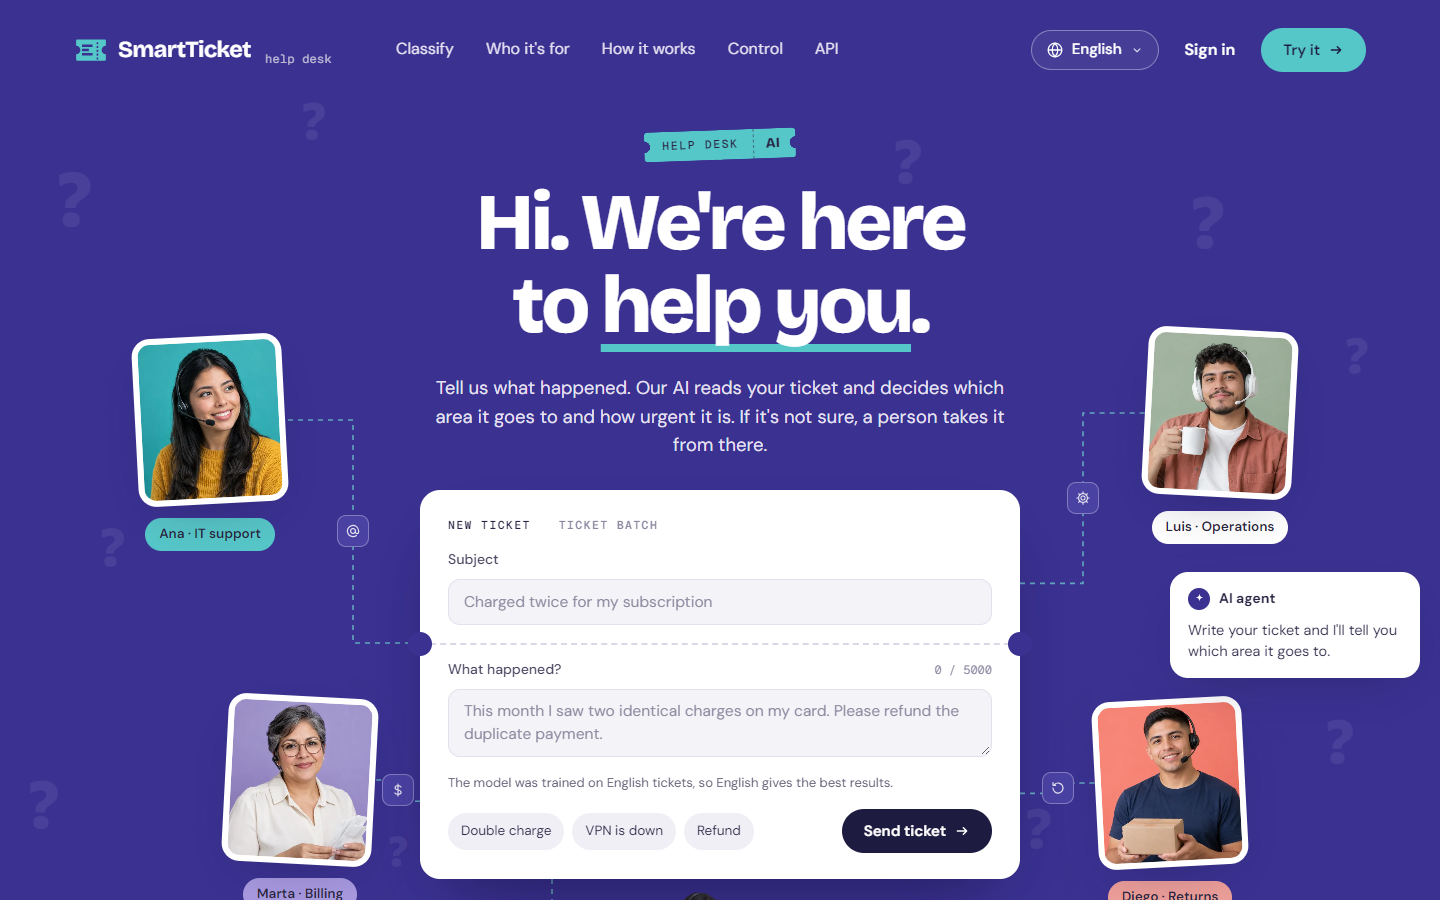 SmartTicket
help desk
Classify
Who it's for
How it works
Control
API
English
Sign in
Try it
HELP DESK
AI
Hi. We're here
to help you.
Tell us what happened. Our AI reads your ticket and decides which
area it goes to and how urgent it is. If it's not sure, a person takes it
from there.
Ana · IT support
Luis · Operations
NEW TICKET
TICKET BATCH
Subject
Charged twice for my subscription
AI agent
Write your ticket and I'll tell you
which area it goes to.
What happened?
0 / 5000
This month I saw two identical charges on my card. Please refund the
duplicate payment.
The model was trained on English tickets, so English gives the best results.
Double charge
VPN is down
Refund
Send ticket
Marta · Billing
Diego · Returns